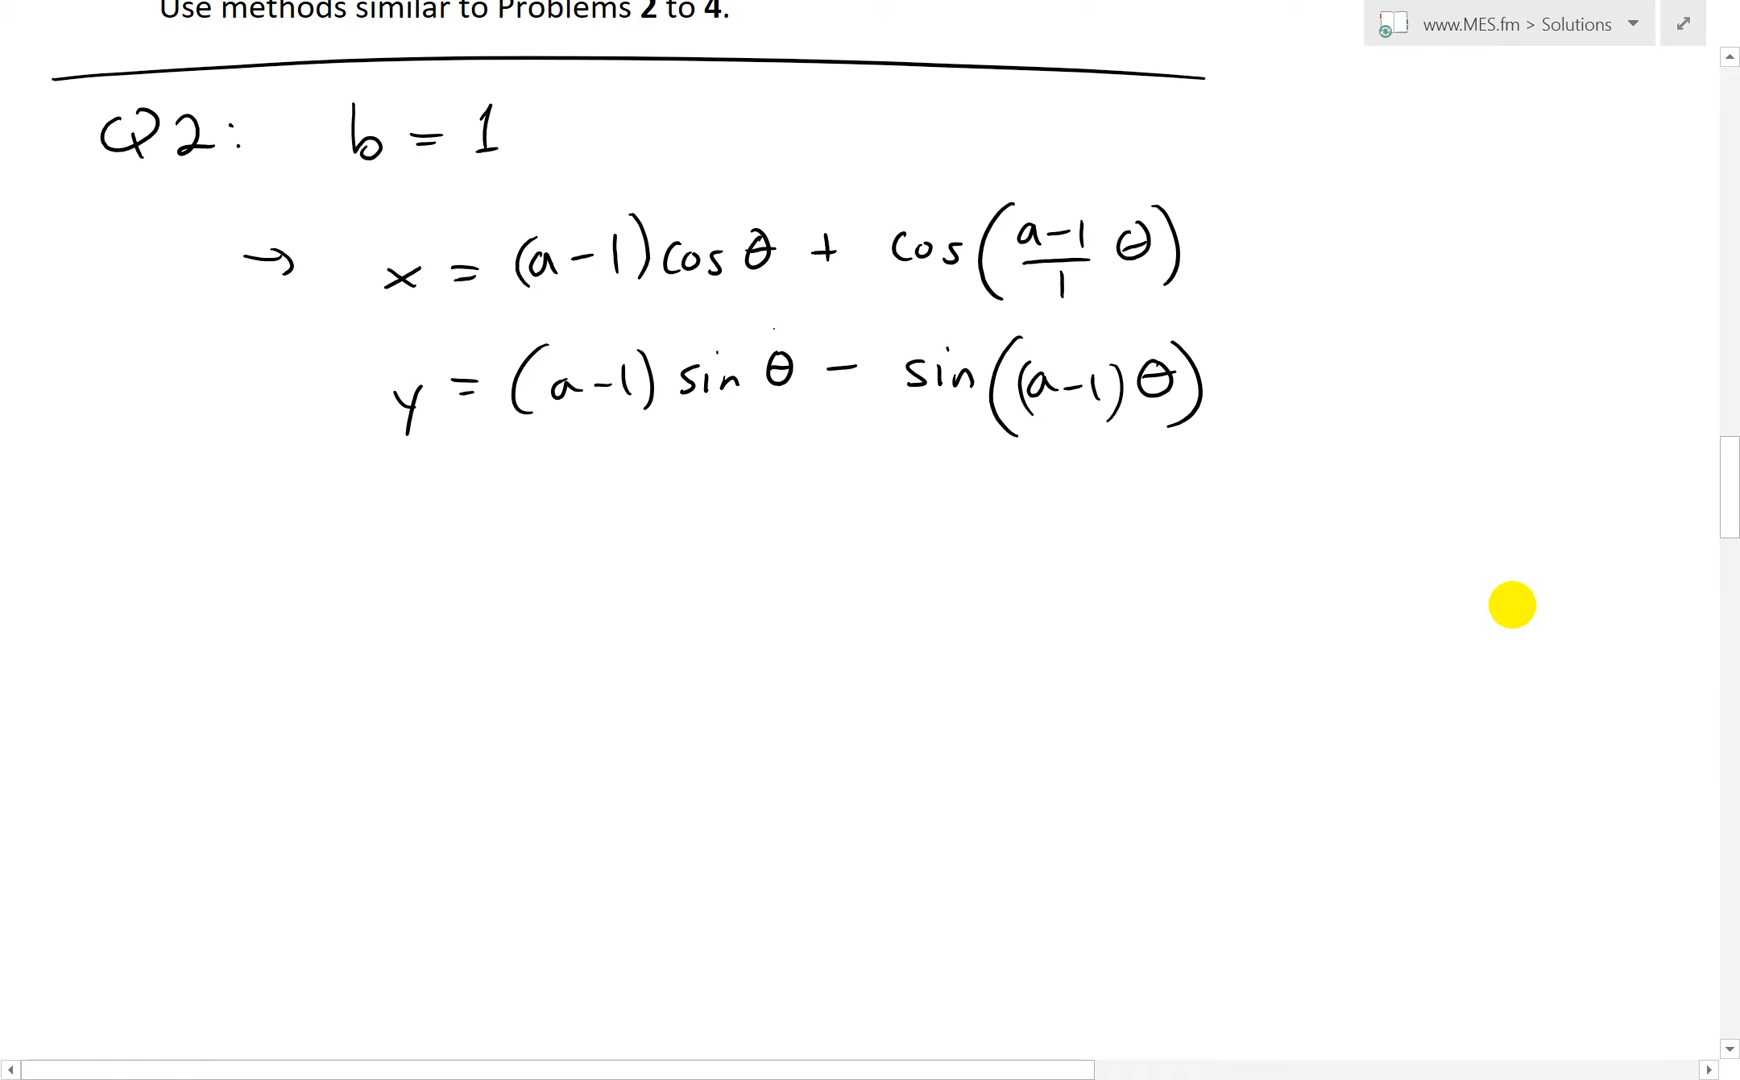 Use methods similar to Problems 2 to 4.
www.MES.fm > Solutions
Q2: b = 1
→ x = (a-1) cos θ + cos((a-1)/1 θ)
y = (a-1) sin θ - sin((a-1) θ)